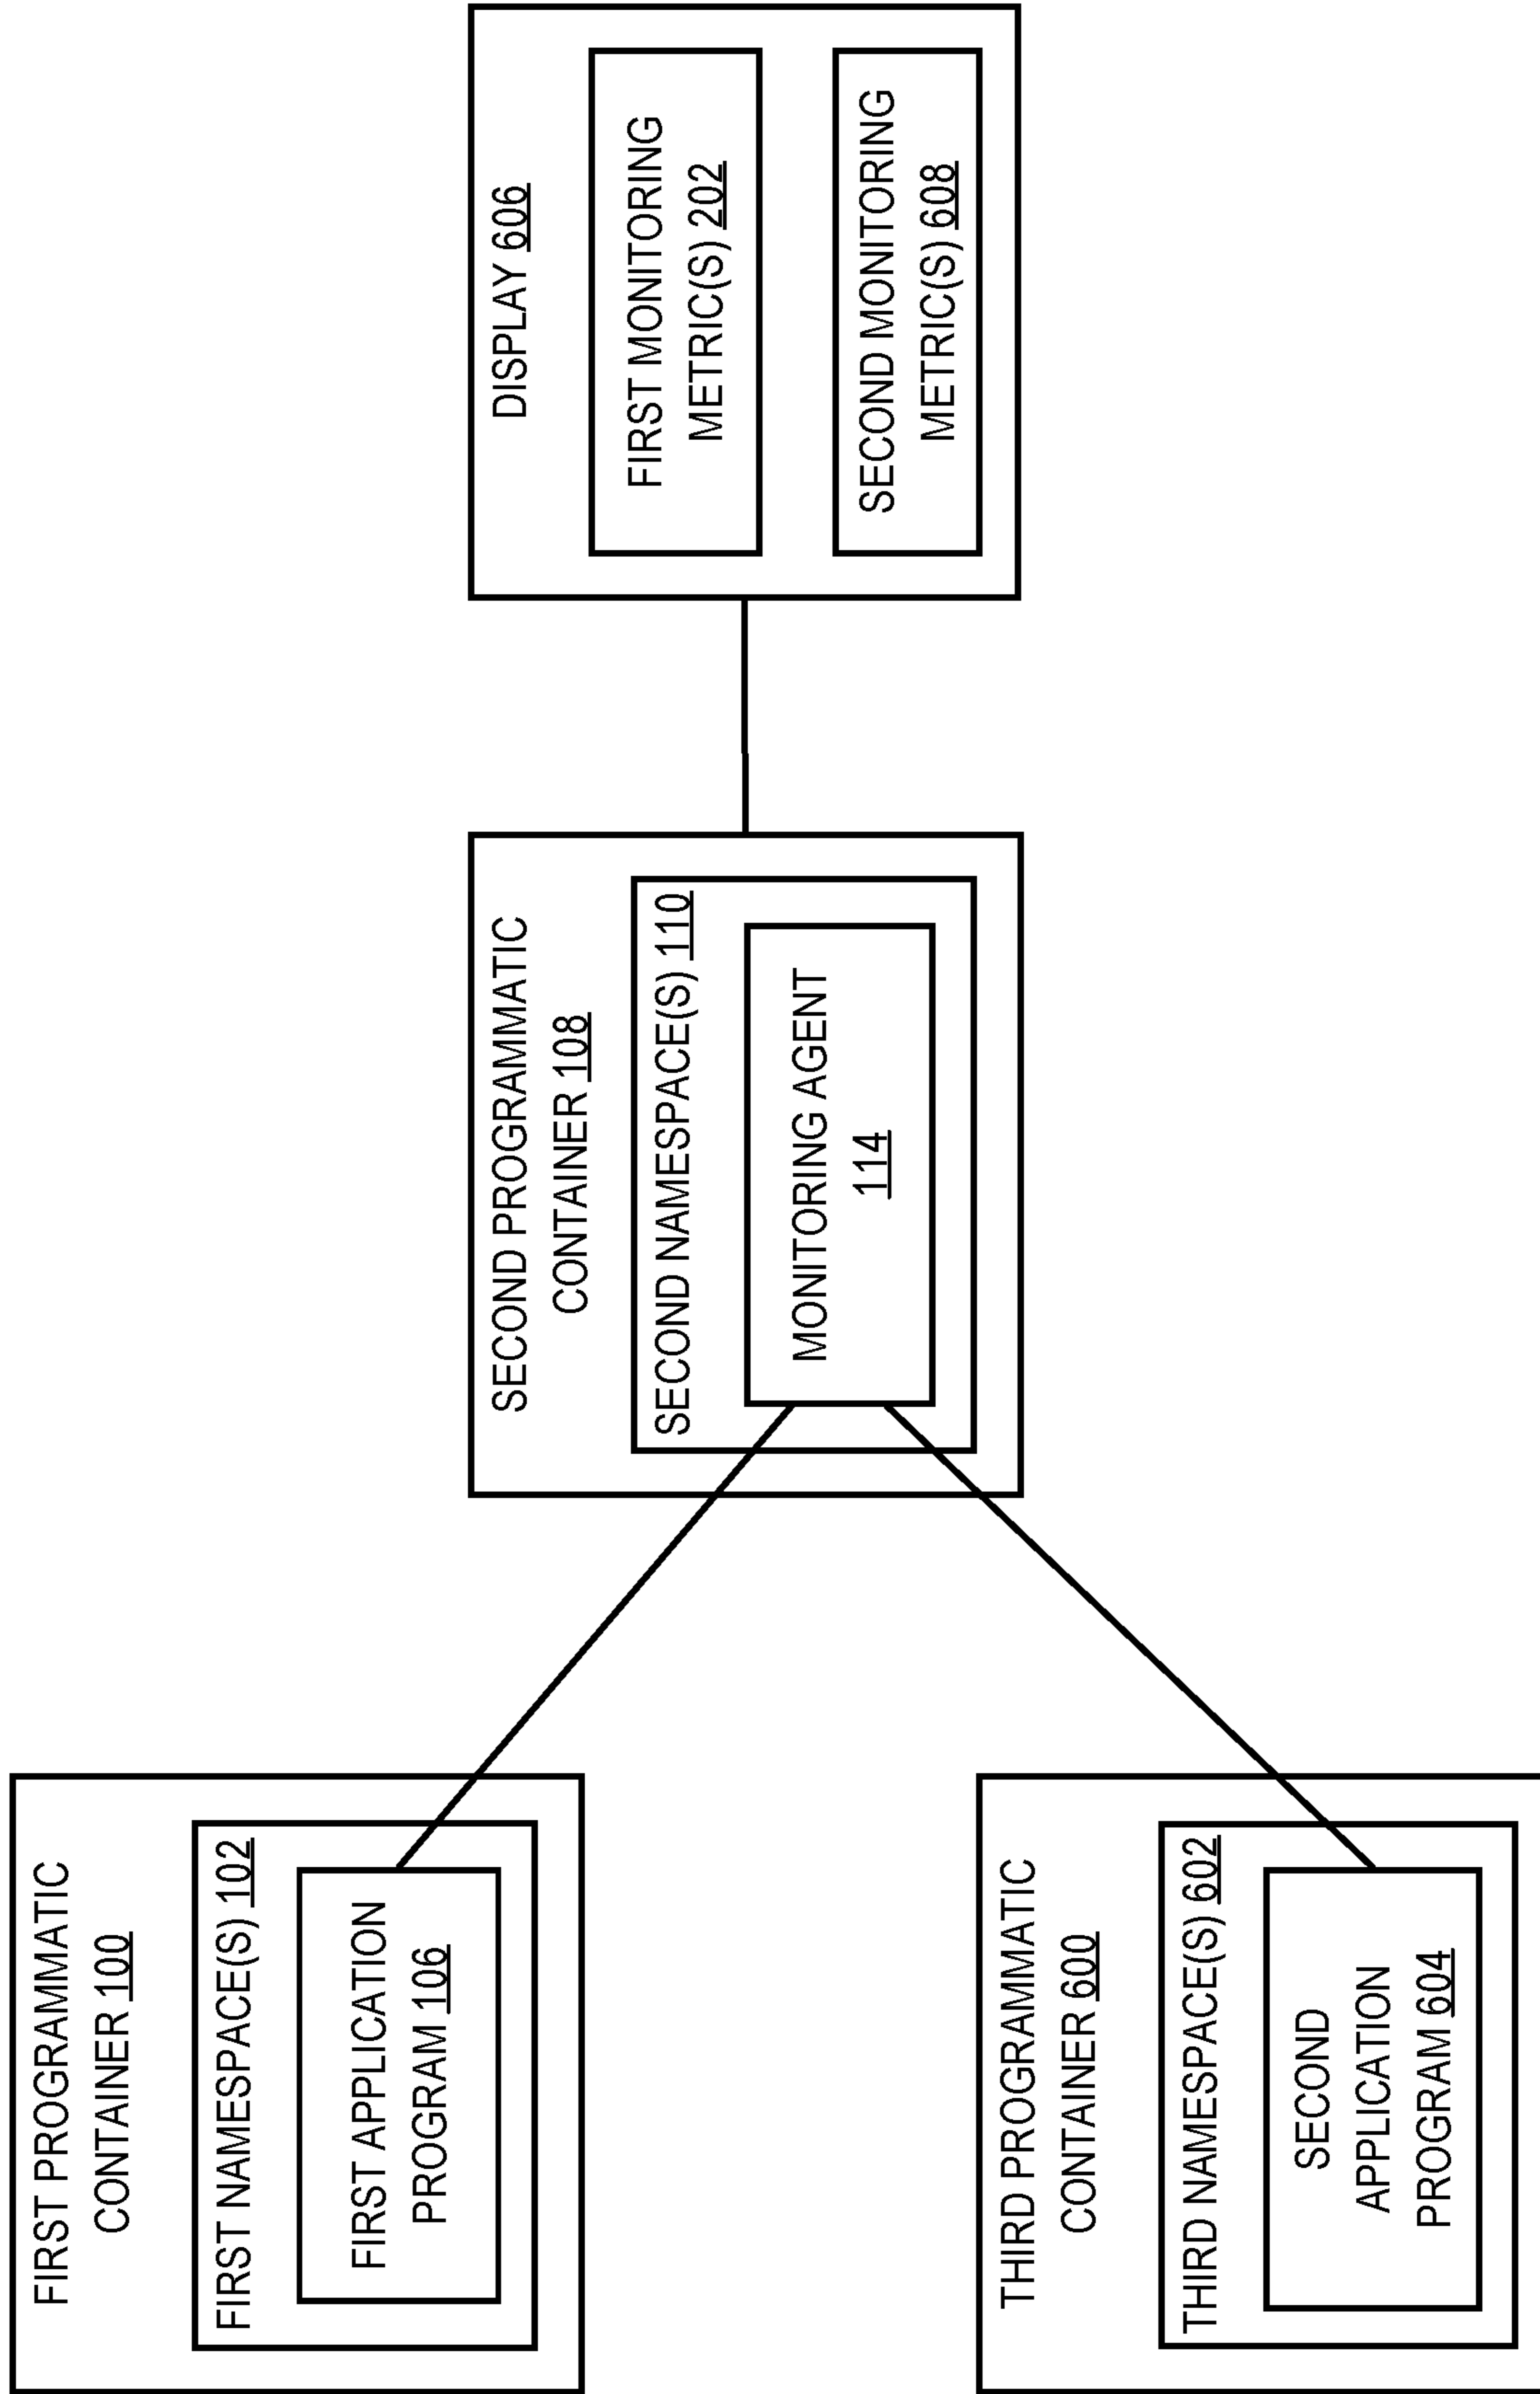 FIRST PROGRAMMATIC
CONTAINER 100
FIRST NAMESPACE(S) 102
FIRST APPLICATION
PROGRAM 106
THIRD PROGRAMMATIC
CONTAINER 600
THIRD NAMESPACE(S) 602
SECOND
APPLICATION
PROGRAM 604
SECOND PROGRAMMATIC
CONTAINER 108
SECOND NAMESPACE(S) 110
MONITORING AGENT
114
DISPLAY 606
FIRST MONITORING
METRIC(S) 202
SECOND MONITORING
METRIC(S) 608